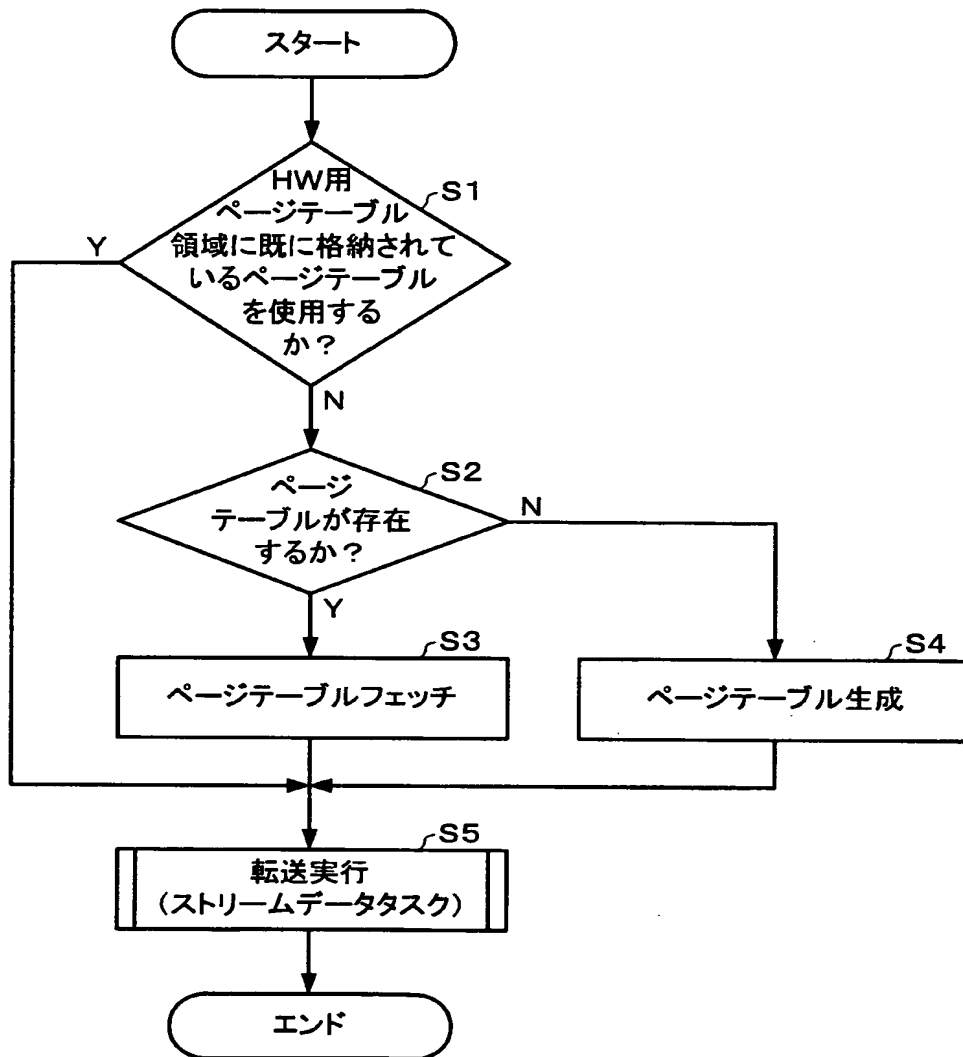 スタート
HW用
ページテーブル
領域に既に格納されて
いるページテーブル
を使用する
か？
S1
Y
N
ページ
テーブルが存在
するか？
S2
N
Y
S3
ページテーブルフェッチ
S4
ページテーブル生成
S5
転送実行
（ストリームデータタスク）
エンド